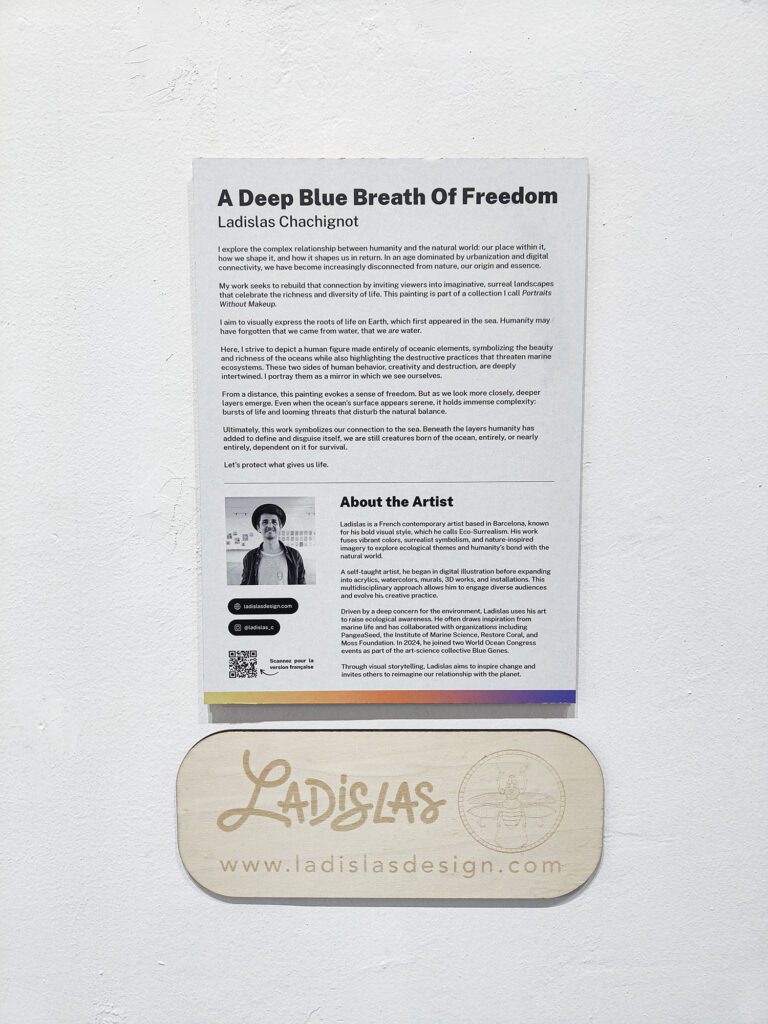 A Deep Blue Breath Of Freedom
Ladislas Chachignot
I explore the complex relationship between humanity and the natural world: our place within it,
how we shape it, and how it shapes us in return. In an age dominated by urbanization and digital
connectivity, we have become increasingly disconnected from nature, our origin and essence.
My work seeks to rebuild that connection by inviting viewers into imaginative, surreal landscapes
that celebrate the richness and diversity of life. This painting is part of a collection I call Portraits
Without Makeup.
I aim to visually express the roots of life on Earth, which first appeared in the sea. Humanity may
have forgotten that we came from water, that we are water.
Here, I strive to depict a human figure made entirely of oceanic elements, symbolizing the beauty
and richness of the oceans while also highlighting the destructive practices that threaten marine
ecosystems. These two sides of human behavior, creativity and destruction, are deeply
intertwined. I portray them as a mirror in which we see ourselves.
From a distance, this painting evokes a sense of freedom. But as we look more closely, deeper
layers emerge. Even when the ocean's surface appears serene, it holds immense complexity:
bursts of life and looming threats that disturb the natural balance.
Ultimately, this work symbolizes our connection to the sea. Beneath the layers humanity has
added to define and disguise itself, we are still creatures born of the ocean, entirely, or nearly
entirely, dependent on it for survival.
Let's protect what gives us life.
About the Artist
Ladislas is a French contemporary artist based in Barcelona, known
for his bold visual style, which he calls Eco-Surrealism. His work
fuses vibrant colors, surrealist symbolism, and nature-inspired
imagery to explore ecological themes and humanity's bond with the
natural world.
A self-taught artist, he began in digital illustration before expanding
into acrylics, watercolors, murals, 3D works, and installations. This
multidisciplinary approach allows him to engage diverse audiences
and evolve his creative practice.
Driven by a deep concern for the environment, Ladislas uses his art
to raise ecological awareness. He often draws inspiration from
marine life and has collaborated with organizations including
PangeaSeed, the Institute of Marine Science, Restore Coral, and
Moss Foundation. In 2024, he joined two World Ocean Congress
events as part of the art-science collective Blue Genes.
Through visual storytelling, Ladislas aims to inspire change and
invites others to reimagine our relationship with the planet.
ladislasdesign.com
@ladislas_c
Scannez pour la
version française
LADiSLAS
www.ladislasdesign.com